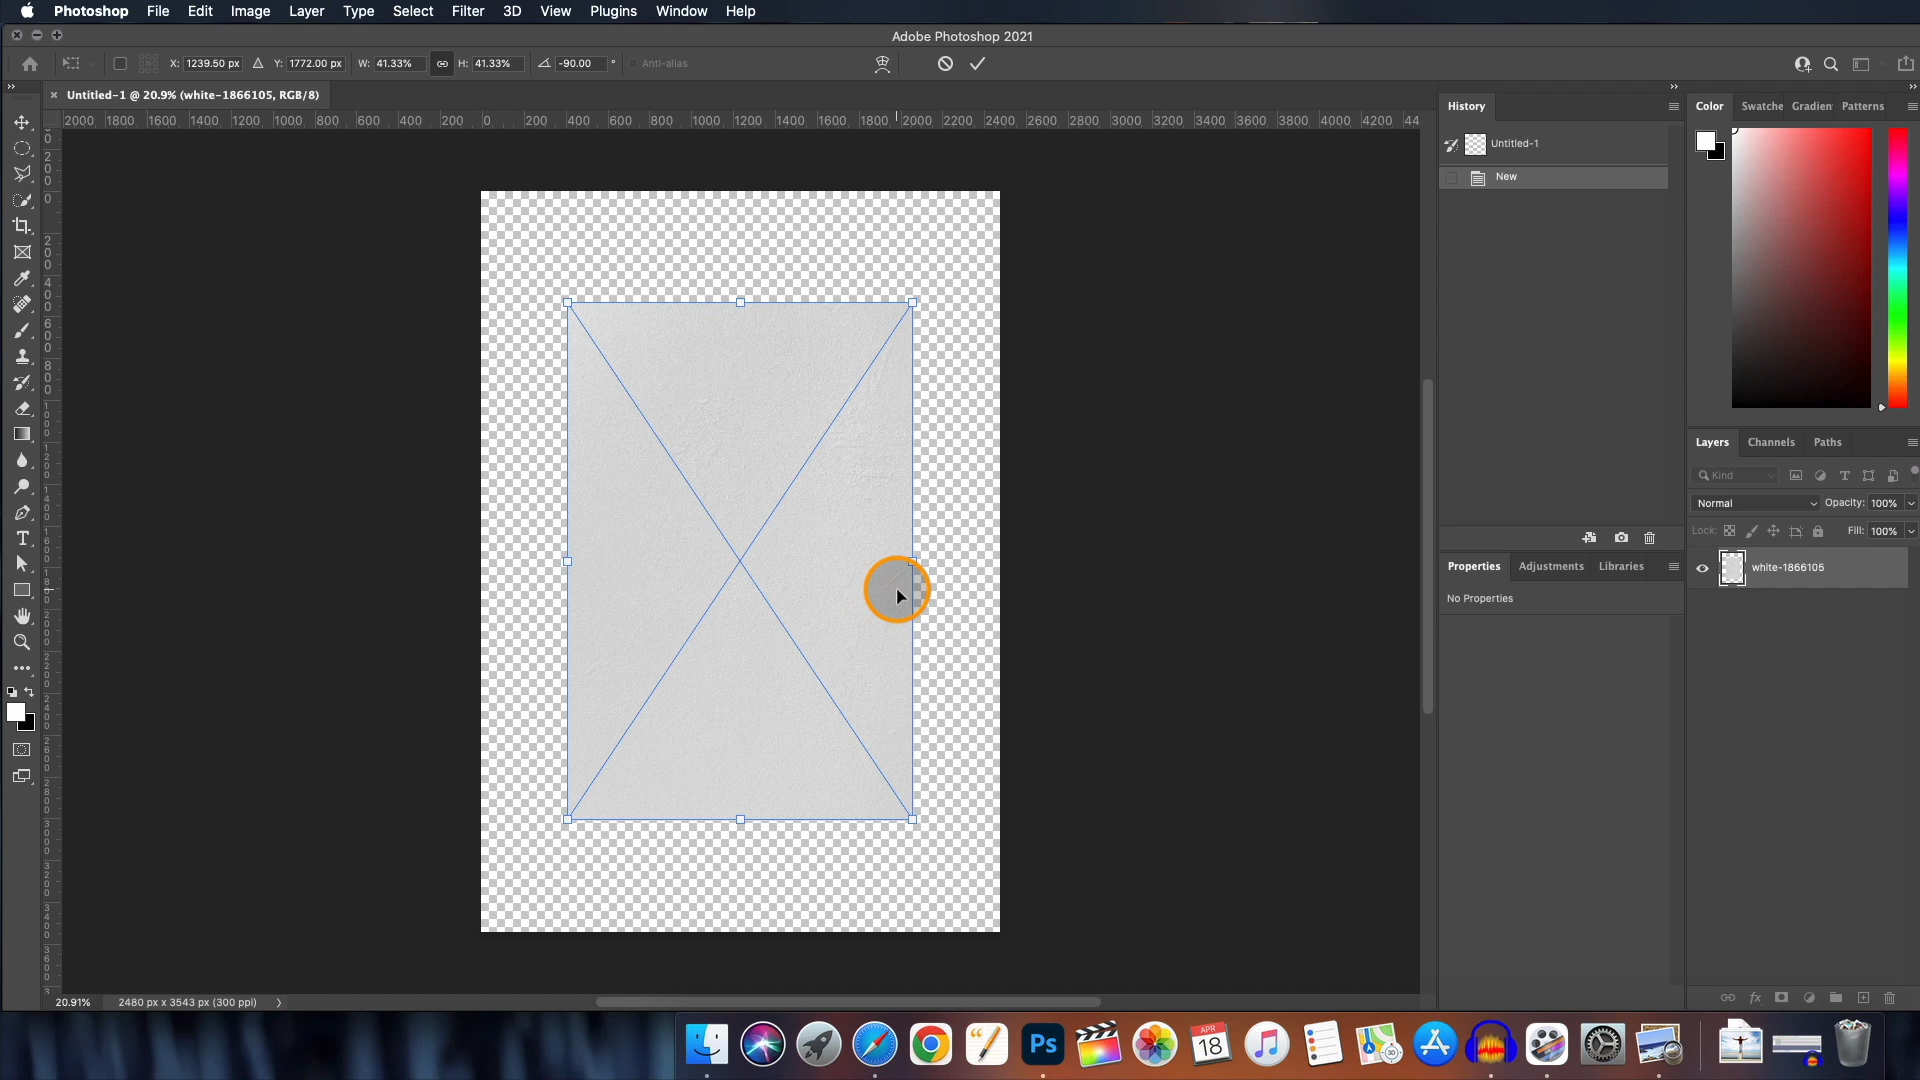 Photoshop File Edit Image Layer Type Select Filter 3D View Plugins Window Help
Adobe Photoshop 2021
X: 1239.50 px Y: 1772.00 px W: 41.33% H: 41.33% -90.00 ° Anti-alias
Untitled-1 @ 20.9% (white-1866105, RGB/8)
2000 1800 1600 1400 1200 1000 800 600 400 200 0 200 400 600 800 1000 1200 1400 1600 1800 2000 2200 2400 2600 2800 3000 3200 3400 3600 3800 4000 4200 44
History
Untitled-1
New
Color Swatche Gradien Patterns
Properties Adjustments Libraries
No Properties
Layers Channels Paths
Kind
Normal Opacity: 100%
Lock: Fill: 100%
white-1866105
fx
20.91% 2480 px x 3543 px (300 ppi)
Ps
APR
18
3D